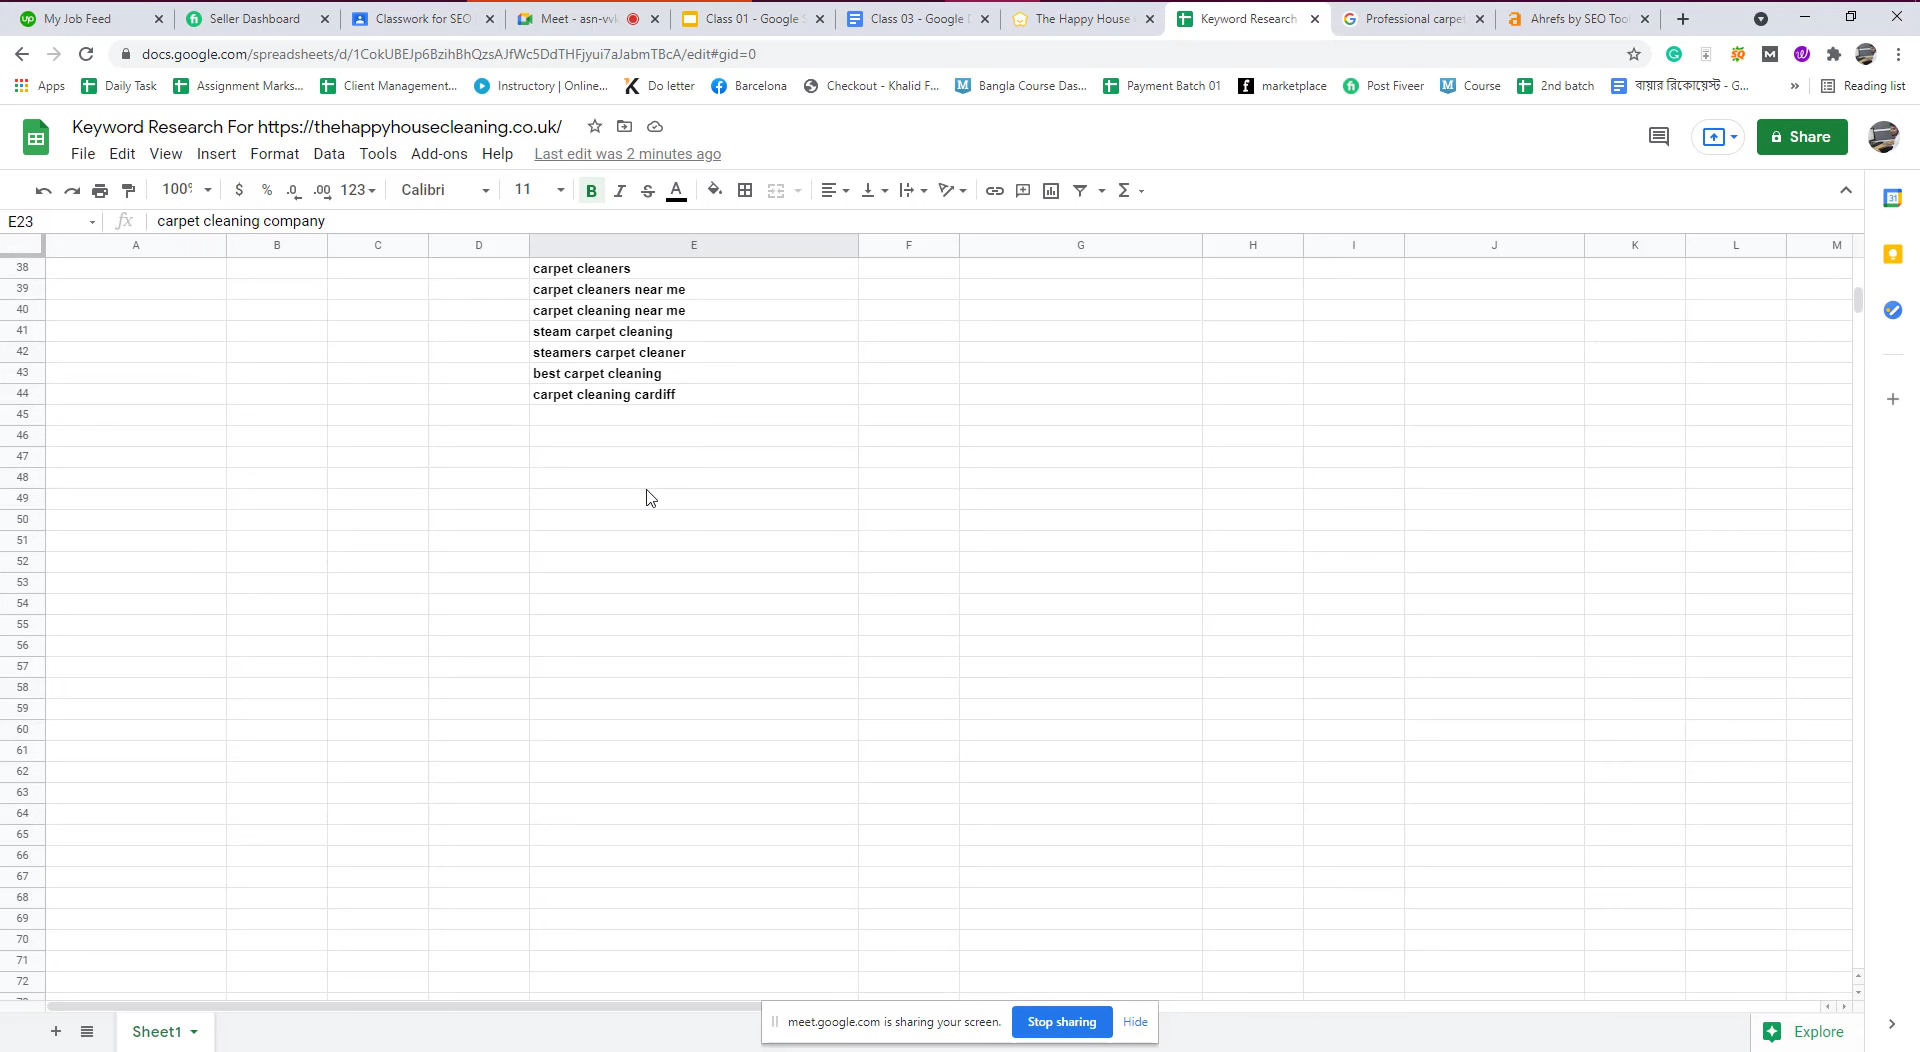 My Job Feed
Seller Dashboard
Classwork for SEO
Meet - asn-vvk
Class 01 - Google S
Class 03 - Google D
The Happy House
Keyword Research
Professional carpet
Ahrefs by SEO Tool
docs.google.com/spreadsheets/d/1CokUBEJp6BzihBhQzsAJfWc5DdTHFjyui7aJabmTBcA/edit#gid=0
Apps
Daily Task
Assignment Marks...
Client Management...
Instructory | Online...
Do letter
Barcelona
Checkout - Khalid F...
Bangla Course Das...
Payment Batch 01
marketplace
Post Fiveer
Course
2nd batch
বায়ার রিকোয়েস্ট - G...
Reading list
Keyword Research For https://thehappyhousecleaning.co.uk/
Share
File Edit View Insert Format Data Tools Add-ons Help Last edit was 2 minutes ago
100% $ % .0 .00 123 Calibri 11 B I S A
E23 fx carpet cleaning company
A B C D E F G H I J K L M
38 carpet cleaners
39 carpet cleaners near me
40 carpet cleaning near me
41 steam carpet cleaning
42 steamers carpet cleaner
43 best carpet cleaning
44 carpet cleaning cardiff
45
46
47
48
49
50
51
52
53
54
55
56
57
58
59
60
61
62
63
64
65
66
67
68
69
70
71
72
Sheet1
meet.google.com is sharing your screen. Stop sharing Hide
Explore